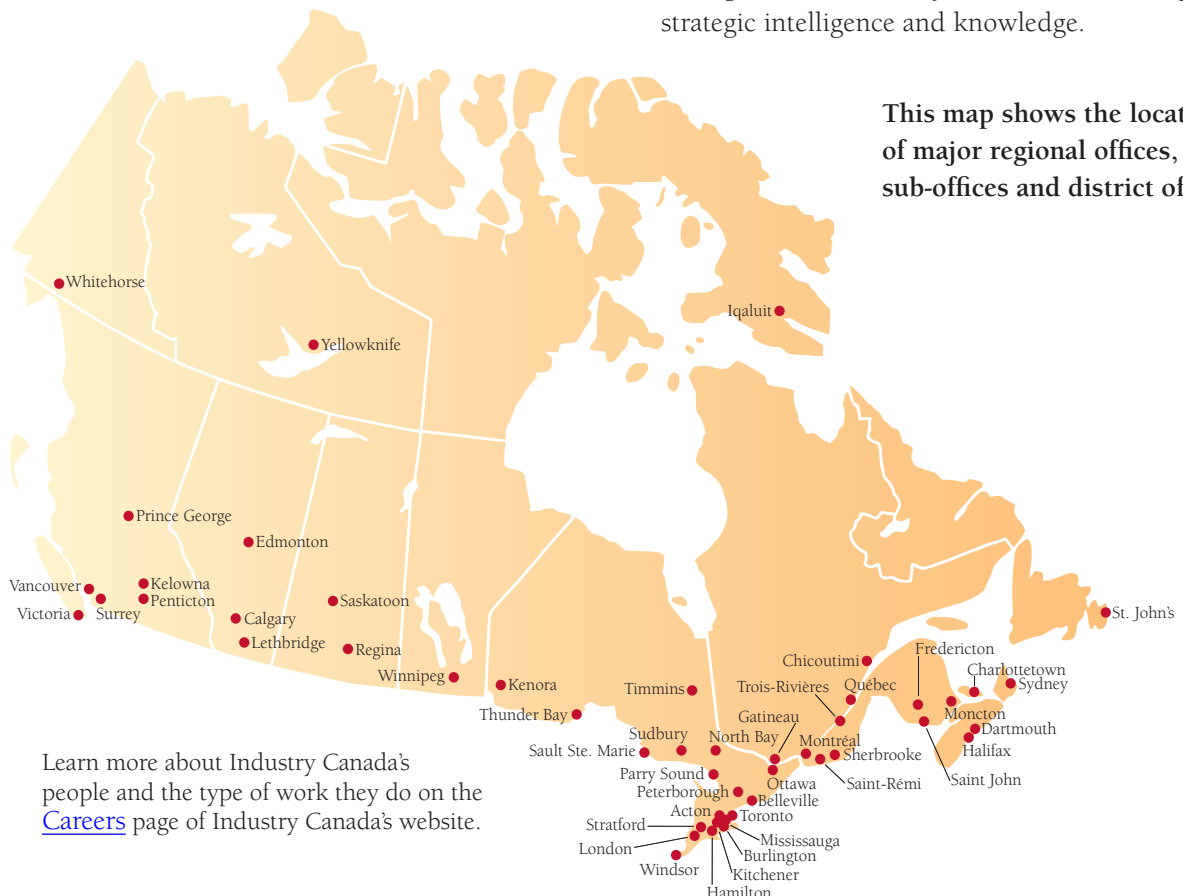 strategic intelligence and knowledge.
This map shows the locat
of major regional offices,
sub-offices and district of
Whitehorse
Iqaluit
Yellowknife
Prince George
Edmonton
Vancouver
Kelowna
Penticton
Victoria
Surrey
Calgary
Saskatoon
Lethbridge
Regina
Winnipeg
St. John's
Fredericton
Chicoutimi
Charlottetown
Sydney
Kenora
Timmins
Trois-Rivières
Québec
Thunder Bay
Gatineau
Moncton
Dartmouth
Sudbury
North Bay
Montréal
Halifax
Sault Ste. Marie
Sherbrooke
Parry Sound
Ottawa
Saint-Rémi
Saint John
Peterborough
Belleville
Acton
Toronto
Stratford
Mississauga
London
Burlington
Windsor
Kitchener
Hamilton
Learn more about Industry Canada's
people and the type of work they do on the
Careers page of Industry Canada's website.